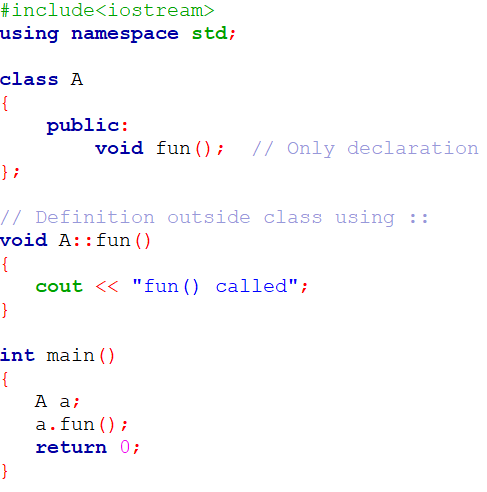 #include<iostream>
using namespace std;
class A
{
public:
void fun(); // Only declaration
};
// Definition outside class using ::
void A::fun()
{
cout << "fun() called";
}
int main()
{
A a;
a.fun();
return 0;
}